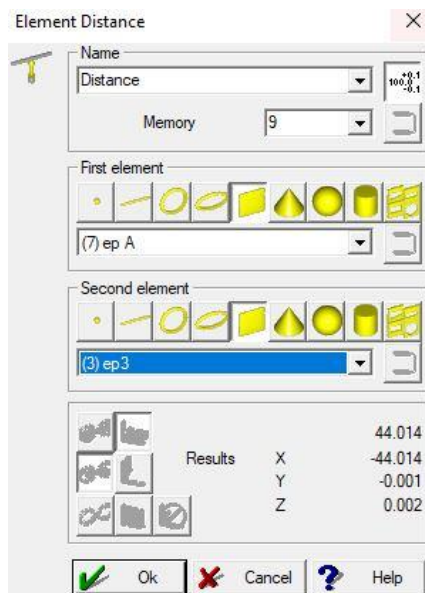 Element Distance
Name
Distance
100 +0.1 -0.1
Memory 9
First element
(7) ep A
Second element
(3) ep3
44.014
Results X -44.014
Y -0.001
Z 0.002
Ok Cancel ? Help